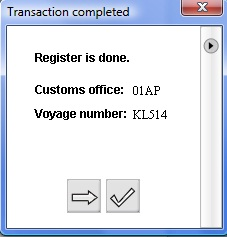 Transaction completed
Register is done.
Customs office: 01AP
Voyage number: KL514